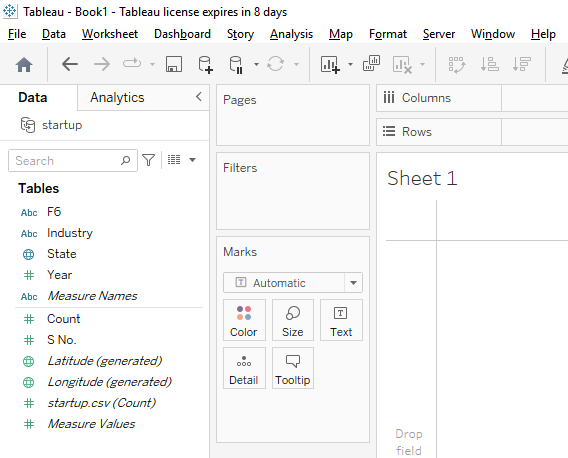 Tableau - Book1 - Tableau license expires in 8 days
File Data Worksheet Dashboard Story Analysis Map Format Server Window Help
Data Analytics
startup
Search
Tables
Abc F6
Abc Industry
State
# Year
Abc Measure Names
# Count
# S No.
Latitude (generated)
Longitude (generated)
# startup.csv (Count)
# Measure Values
Pages
Filters
Marks
T Automatic
Color Size T Text
Detail Tooltip
Columns
Rows
Sheet 1
Drop
field